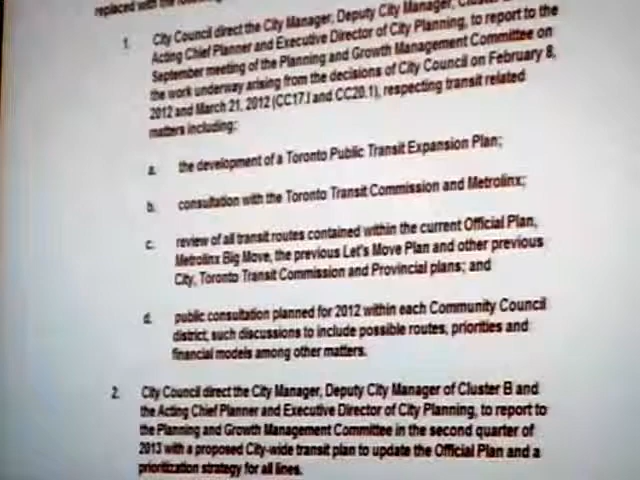 replaced with the following
1. City Council direct the City Manager, Deputy City Manager, Cluster
Acting Chief Planner and Executive Director of City Planning, to report to the
September meeting of the Planning and Growth Management Committee on
the work underway arising from the decisions of City Council on February 8,
2012 and March 21, 2012 (CC17.1 and CC20.1), respecting transit related
matters including:
a. the development of a Toronto Public Transit Expansion Plan;
b. consultation with the Toronto Transit Commission and Metrolinx;
c. review of all transit routes contained within the current Official Plan,
Metrolinx Big Move, the previous Let's Move Plan and other previous
City, Toronto Transit Commission and Provincial plans; and
d. public consultation planned for 2012 within each Community Council
district, such discussions to include possible routes, priorities and
financial models among other matters.
2. City Council direct the City Manager, Deputy City Manager of Cluster B and
the Acting Chief Planner and Executive Director of City Planning, to report to
the Planning and Growth Management Committee in the second quarter of
2013 with a proposed City-wide transit plan to update the Official Plan and a
prioritization strategy for all lines.